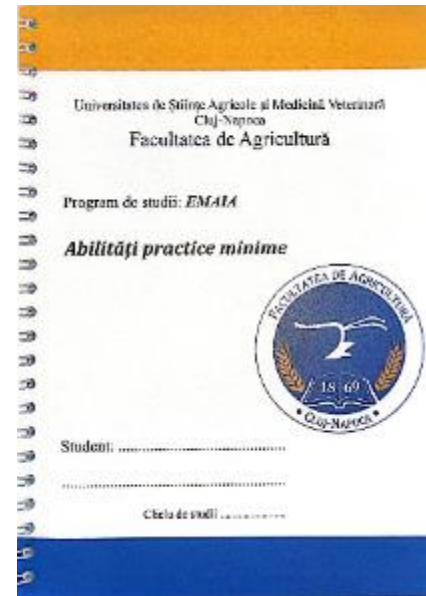 Universitatea de Științe Agricole și Medicină Veterinară
Cluj-Napoca
Facultatea de Agricultură
Program de studii: EMAIA
Abilități practice minime
FACULTATEA DE AGRICULTURĂ
18 69
• CLUJ-NAPOCA •
Student: ...............................................
...............................................................
de studii ...................